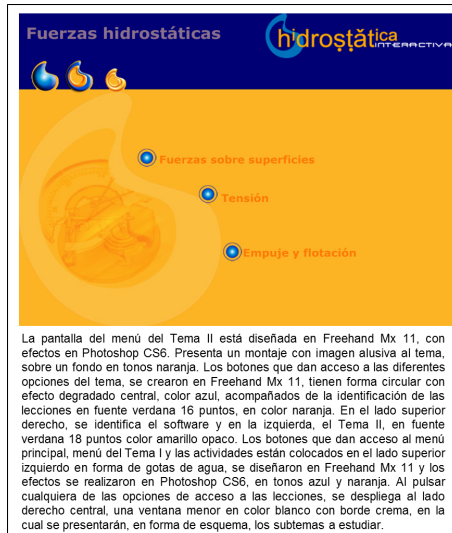 Fuerzas hidrostáticas
hidrostática
INTERACTIVA
Fuerzas sobre superficies
Tensión
Empuje y flotación
La pantalla del menú del Tema II está diseñada en Freehand Mx 11, con
efectos en Photoshop CS6. Presenta un montaje con imagen alusiva al tema,
sobre un fondo en tonos naranja. Los botones que dan acceso a las diferentes
opciones del tema, se crearon en Freehand Mx 11, tienen forma circular con
efecto degradado central, color azul, acompañados de la identificación de las
lecciones en fuente verdana 16 puntos, en color naranja. En el lado superior
derecho, se identifica el software y en la izquierda, el Tema II, en fuente
verdana 18 puntos color amarillo opaco. Los botones que dan acceso al menú
principal, menú del Tema I y las actividades están colocados en el lado superior
izquierdo en forma de gotas de agua, se diseñaron en Freehand Mx 11 y los
efectos se realizaron en Photoshop CS6, en tonos azul y naranja. Al pulsar
cualquiera de las opciones de acceso a las lecciones, se despliega al lado
derecho central, una ventana menor en color blanco con borde crema, en la
cual se presentarán, en forma de esquema, los subtemas a estudiar.